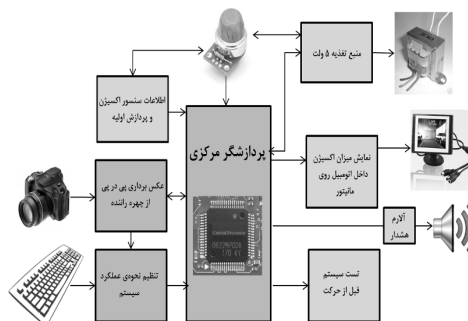 منبع تغذیه ۵ ولت
اطلاعات سنسور اکسیژن
و پردازش اولیه
پردازشگر مرکزی
نمایش میزان اکسیژن
داخل اتومبیل روی
مانیتور
عکس برداری پی در پی
از چهره راننده
آلارم
هشدار
تنظیم نحوه‌ی عملکرد
سیستم
تست سیستم
قبل از حرکت